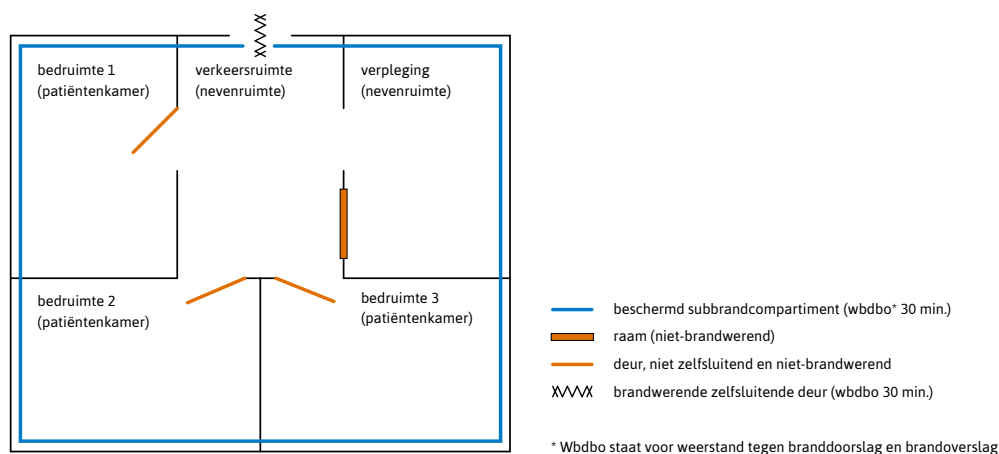 bedruimte 1
(patiëntenkamer)
verkeersruimte
(nevenruimte)
verpleging
(nevenruimte)
bedruimte 2
(patiëntenkamer)
bedruimte 3
(patiëntenkamer)
beschermd subbrandcompartiment (wbdbo* 30 min.)
raam (niet-brandwerend)
deur, niet zelfsluitend en niet-brandwerend
brandwerende zelfsluitende deur (wbdbo 30 min.)
* Wbdbo staat voor weerstand tegen branddoorslag en brandoverslag